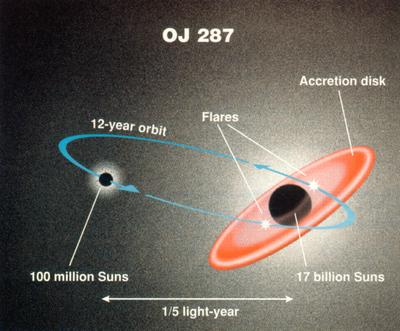 OJ 287
Accretion disk
Flares
12-year orbit
100 million Suns
17 billion Suns
1/5 light-year